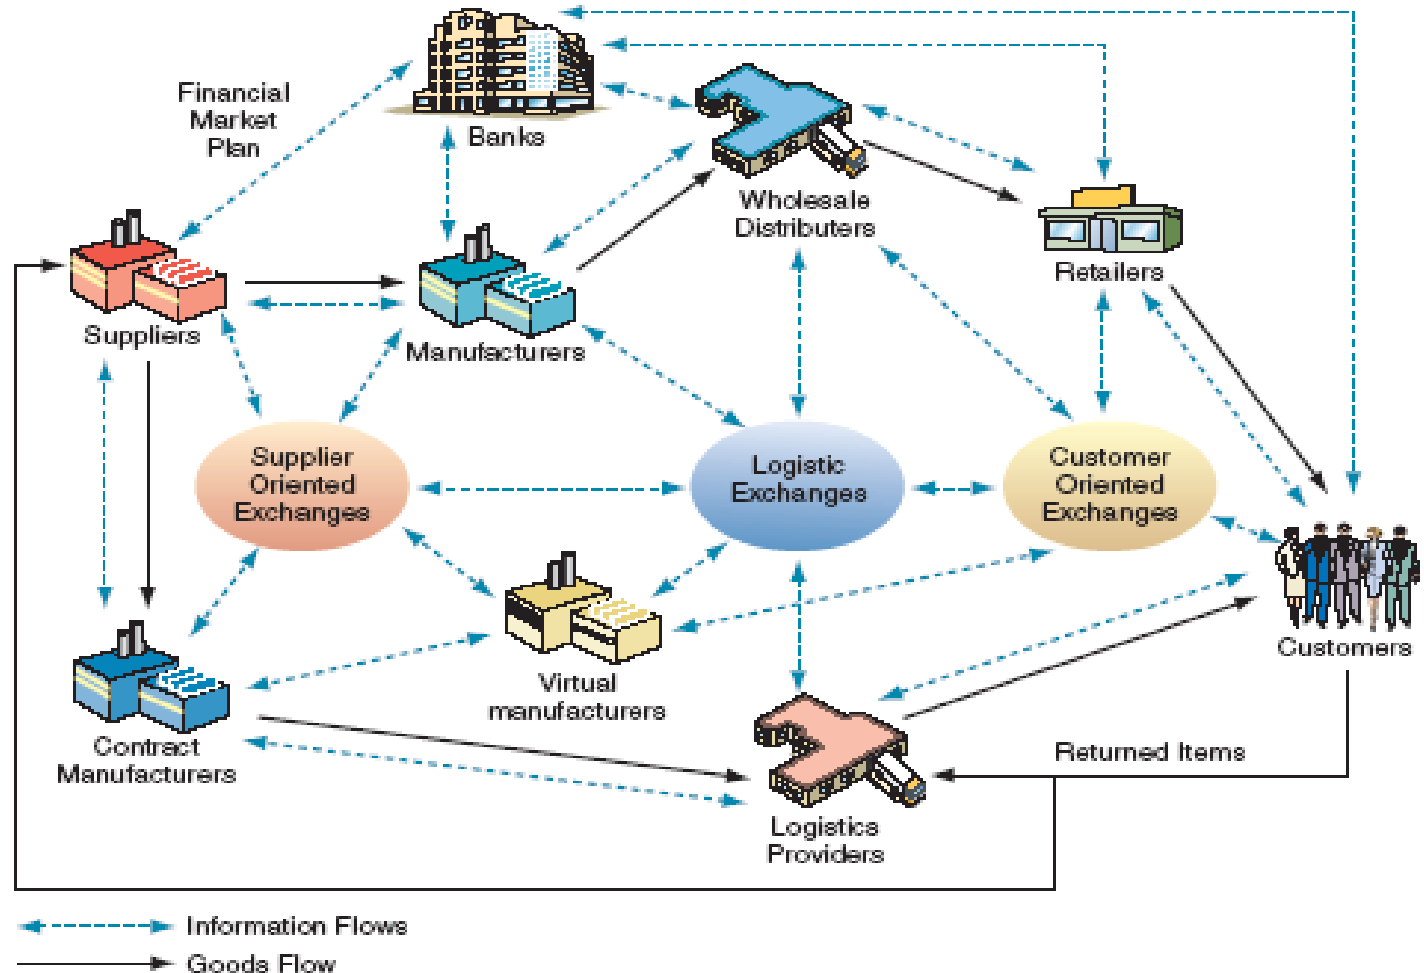 Financial
Market
Plan
Banks
Wholesale
Distributers
Retailers
Suppliers
Manufacturers
Supplier
Oriented
Exchanges
Logistic
Exchanges
Customer
Oriented
Exchanges
Customers
Virtual
manufacturers
Contract
Manufacturers
Returned Items
Logistics
Providers
Information Flows
Goods Flow